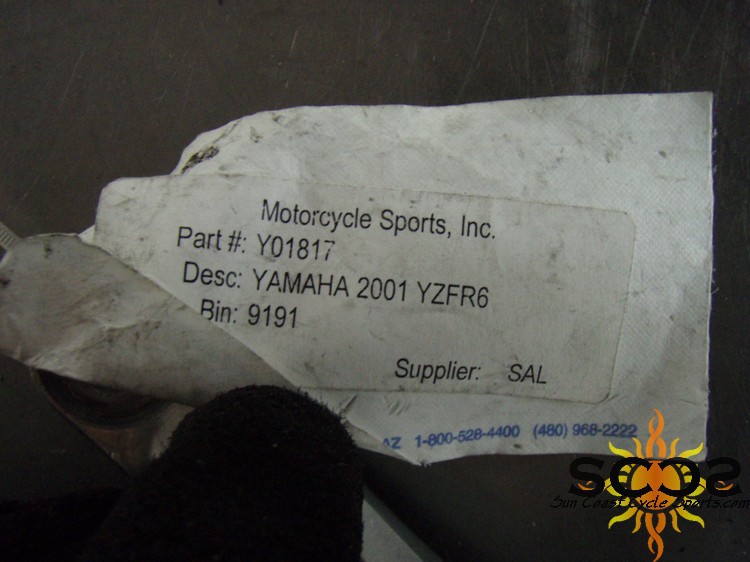 Motorcycle Sports, Inc.
Part #: Y01817
Desc: YAMAHA 2001 YZFR6
Bin: 9191
Supplier: SAL
AZ 1-800-528-4400 (480) 968-2222
SCCS
Sun Coast Cycle Sports.com